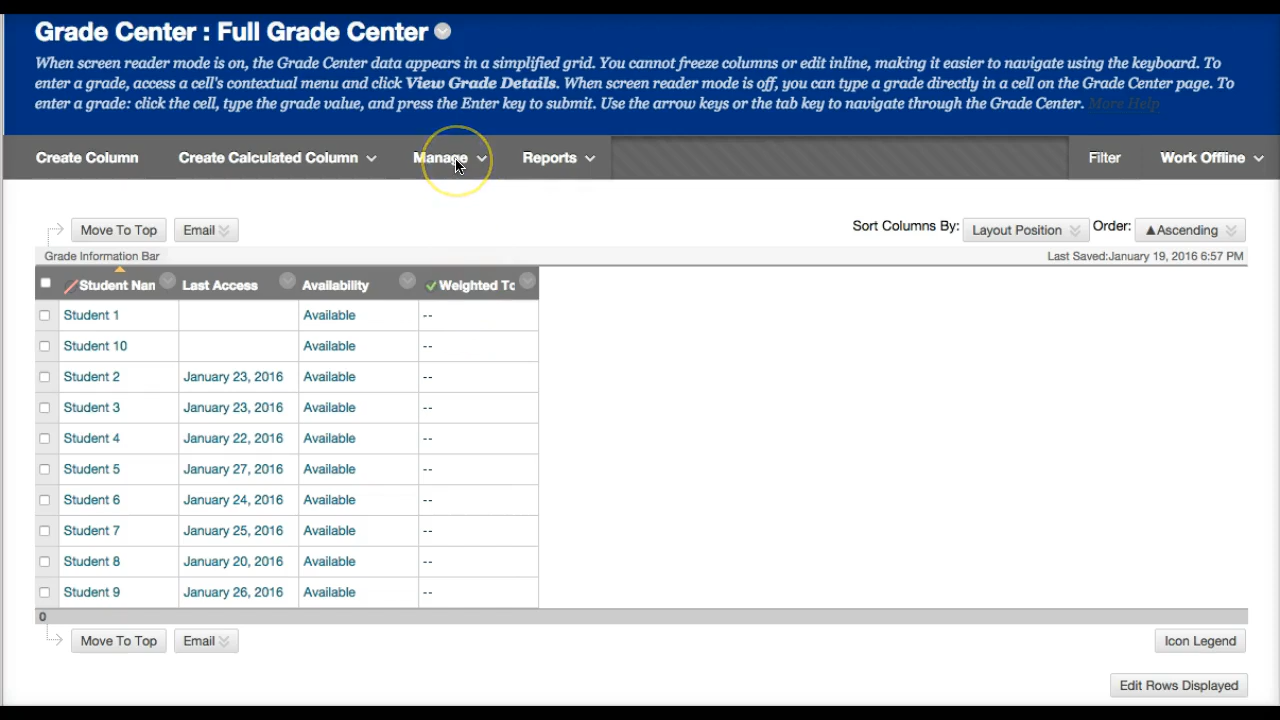 Grade Center : Full Grade Center
When screen reader mode is on, the Grade Center data appears in a simplified grid. You cannot freeze columns or edit inline, making it easier to navigate using the keyboard. To
enter a grade, access a cell's contextual menu and click View Grade Details. When screen reader mode is off, you can type a grade directly in a cell on the Grade Center page. To
enter a grade: click the cell, type the grade value, and press the Enter key to submit. Use the arrow keys or the tab key to navigate through the Grade Center. More Help
Create Column Create Calculated Column Manage Reports Filter Work Offline
Move To Top Email Sort Columns By: Layout Position Order: ▲Ascending
Grade Information Bar Last Saved:January 19, 2016 6:57 PM
Student Nan Last Access Availability Weighted To
Student 1 Available --
Student 10 Available --
Student 2 January 23, 2016 Available --
Student 3 January 23, 2016 Available --
Student 4 January 22, 2016 Available --
Student 5 January 27, 2016 Available --
Student 6 January 24, 2016 Available --
Student 7 January 25, 2016 Available --
Student 8 January 20, 2016 Available --
Student 9 January 26, 2016 Available --
0
Move To Top Email Icon Legend
Edit Rows Displayed